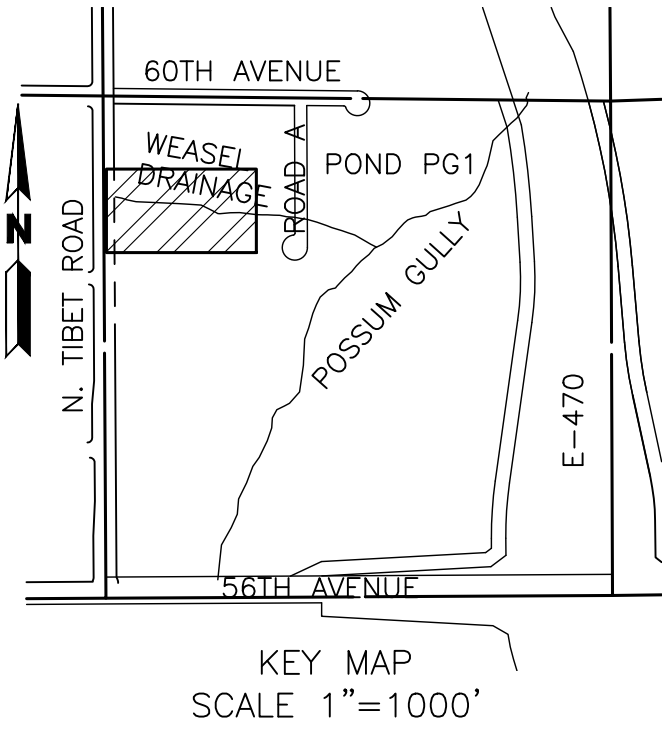 60TH AVENUE
WEASEL
DRAINAGE
ROAD A
POND PG1
N
N. TIBET ROAD
POSSUM GULLY
E-470
56TH AVENUE
KEY MAP
SCALE 1"=1000'